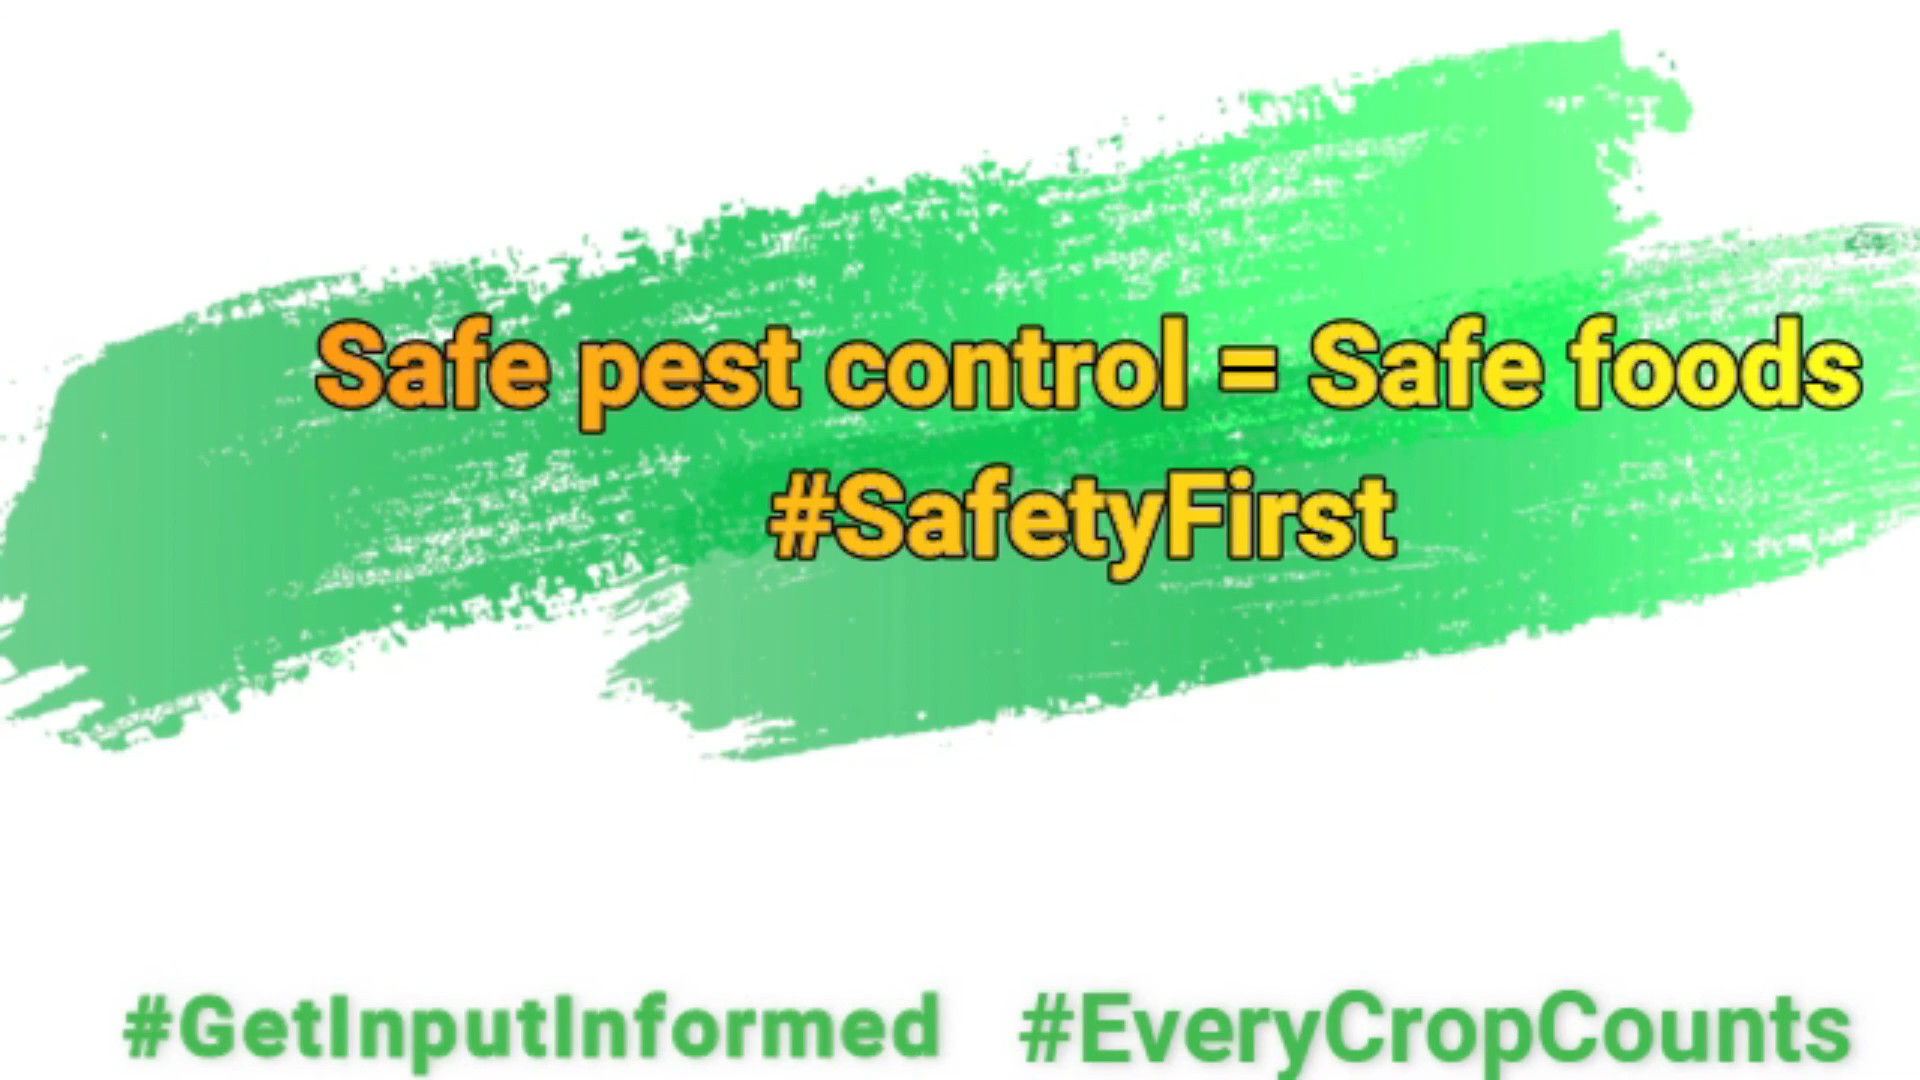 Safe pest control = Safe foods
#SafetyFirst
#GetInputInformed #EveryCropCounts